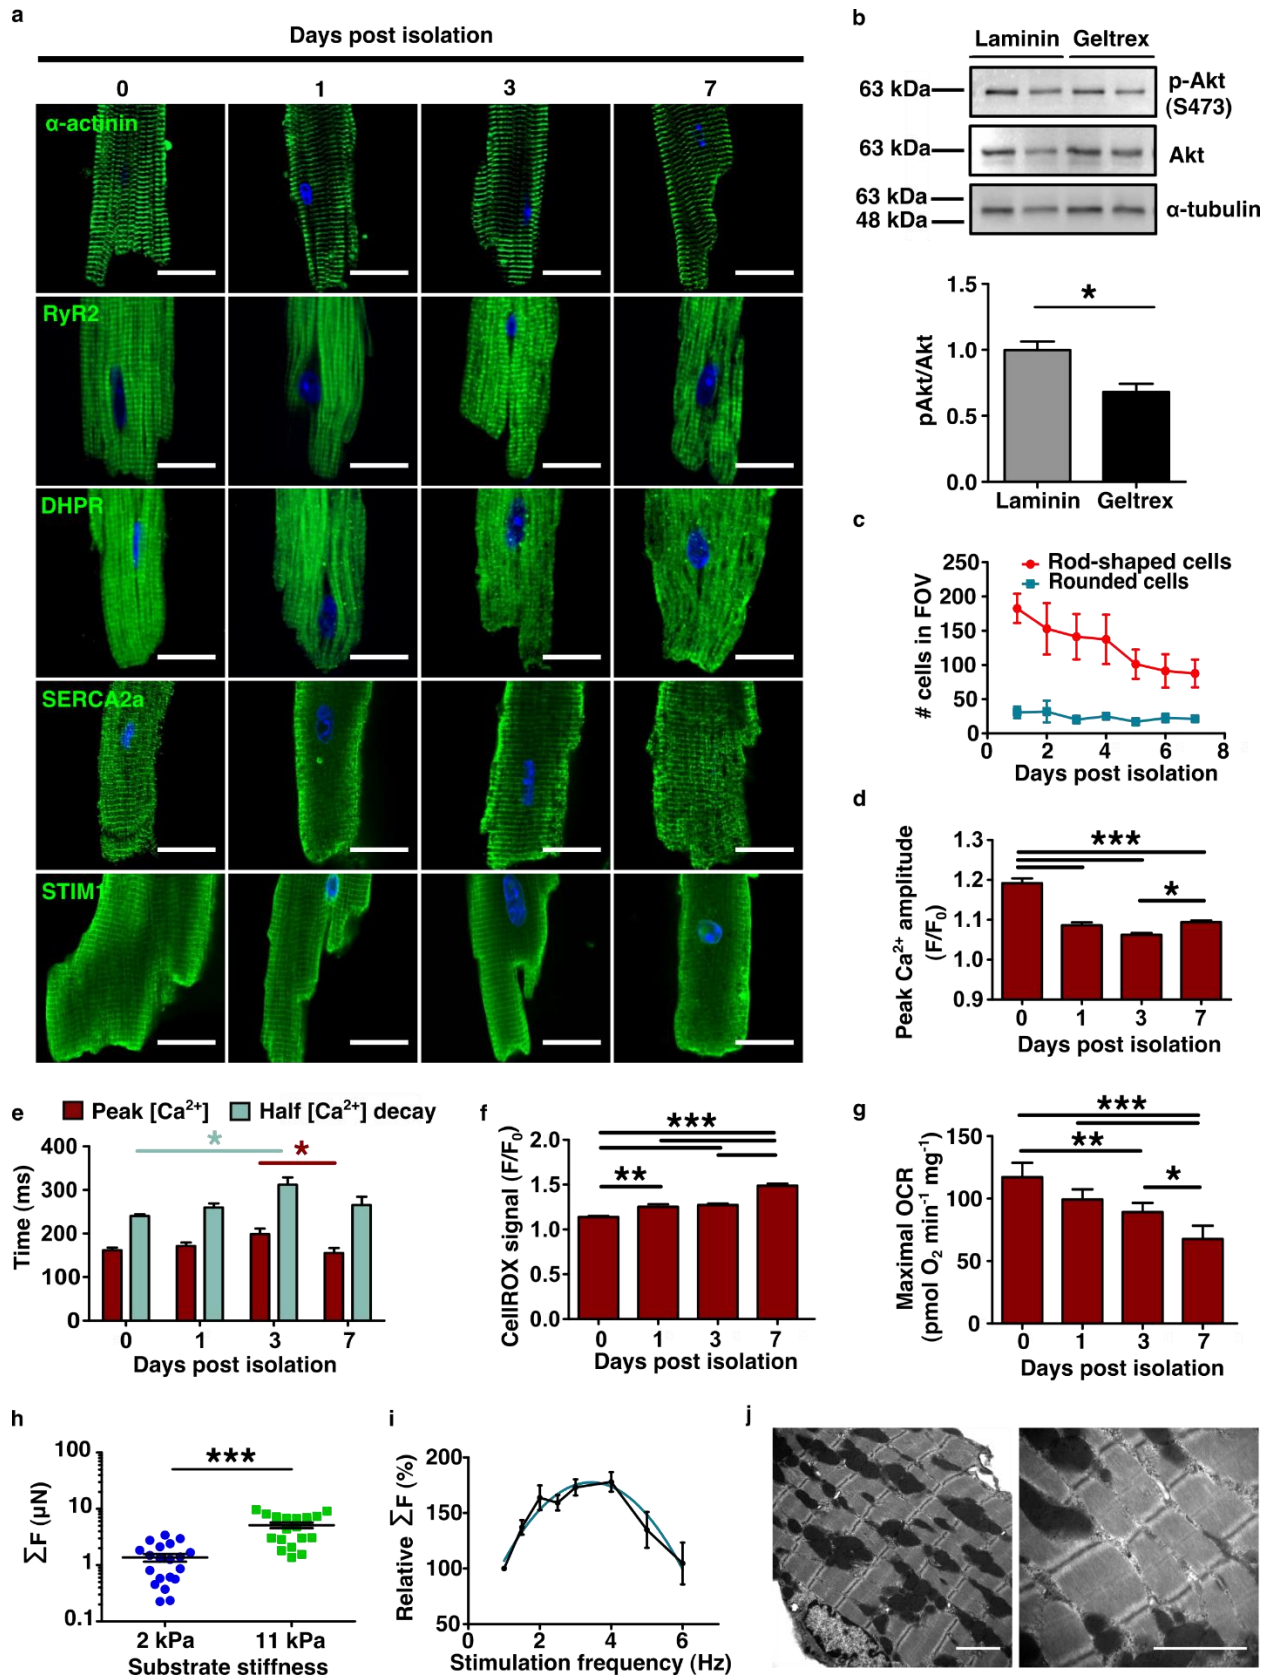 a
Days post isolation
0 1 3 7
α-actinin
RyR2
DHPR
SERCA2a
STIM1
b
Laminin Geltrex
63 kDa
p-Akt
(S473)
63 kDa
Akt
63 kDa
48 kDa
α-tubulin
pAkt/Akt
1.5
1.0
0.5
0.0
*
Laminin Geltrex
c
# cells in FOV
250
200
150
100
50
0
Rod-shaped cells
Rounded cells
0 2 4 6 8
Days post isolation
d
Peak Ca²⁺ amplitude
(F/F₀)
1.3
1.2
1.1
1.0
0.9
***
*
0 1 3 7
Days post isolation
e
Peak [Ca²⁺] Half [Ca²⁺] decay
Time (ms)
400
300
200
100
0
* *
0 1 3 7
Days post isolation
f
CellROX signal (F/F₀)
2.0
1.5
1.0
0.5
0.0
***
**
0 1 3 7
Days post isolation
g
Maximal OCR
(pmol O₂ min⁻¹ mg⁻¹)
150
100
50
0
***
**
*
0 1 3 7
Days post isolation
h
ΣF (µN)
100
10
1
0.1
***
2 kPa 11 kPa
Substrate stiffness
i
Relative ΣF (%)
200
150
100
50
0 2 4 6
Stimulation frequency (Hz)
j